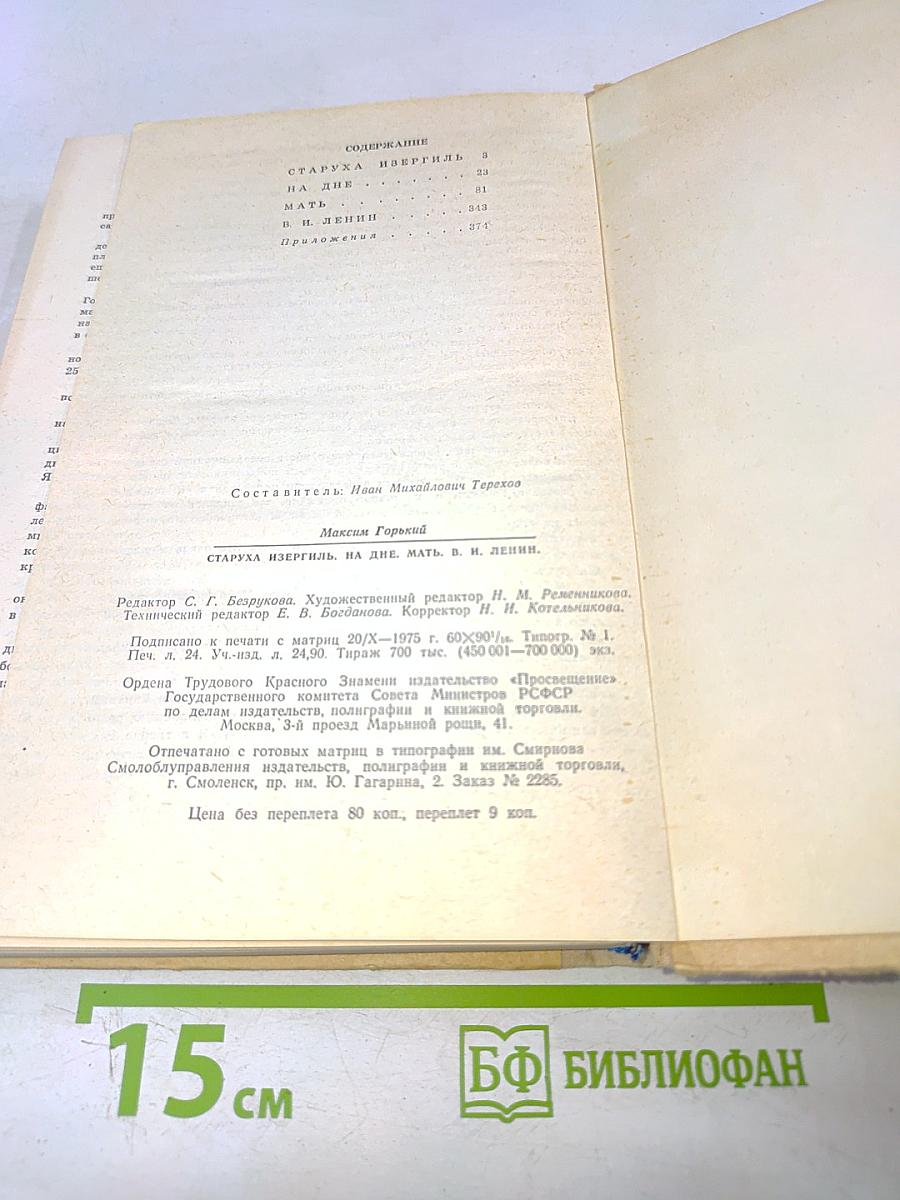 СОДЕРЖАНИЕ
СТАРУХА ИЗЕРГИЛЬ 3
НА ДНЕ . . . . . . . 23
МАТЬ . . . . . . . . 81
В. И. ЛЕНИН . . . . . 343
Приложения . . . . . 374
Составитель: Иван Михайлович Терехов
Максим Горький
СТАРУХА ИЗЕРГИЛЬ. НА ДНЕ. МАТЬ. В. И. ЛЕНИН.
Редактор С. Г. Безрукова. Художественный редактор Н. М. Ременникова.
Технический редактор Е. В. Богданова. Корректор Н. И. Котельникова.
Подписано к печати с матриц 20/X—1975 г. 60×90¹/₁₆. Типогр. № 1.
Печ. л. 24. Уч.-изд. л. 24,90. Тираж 700 тыс. (450 001—700 000) экз.
Ордена Трудового Красного Знамени издательство «Просвещение»
Государственного комитета Совета Министров РСФСР
по делам издательств, полиграфии и книжной торговли.
Москва, 3-й проезд Марьиной рощи, 41.
Отпечатано с готовых матриц в типографии им. Смирнова
Смолоблуправления издательств, полиграфии и книжной торговли,
г. Смоленск, пр. им. Ю. Гагарина, 2. Заказ № 2285.
Цена без переплета 80 коп., переплет 9 коп.
15 см
БФ БИБЛИОФАН